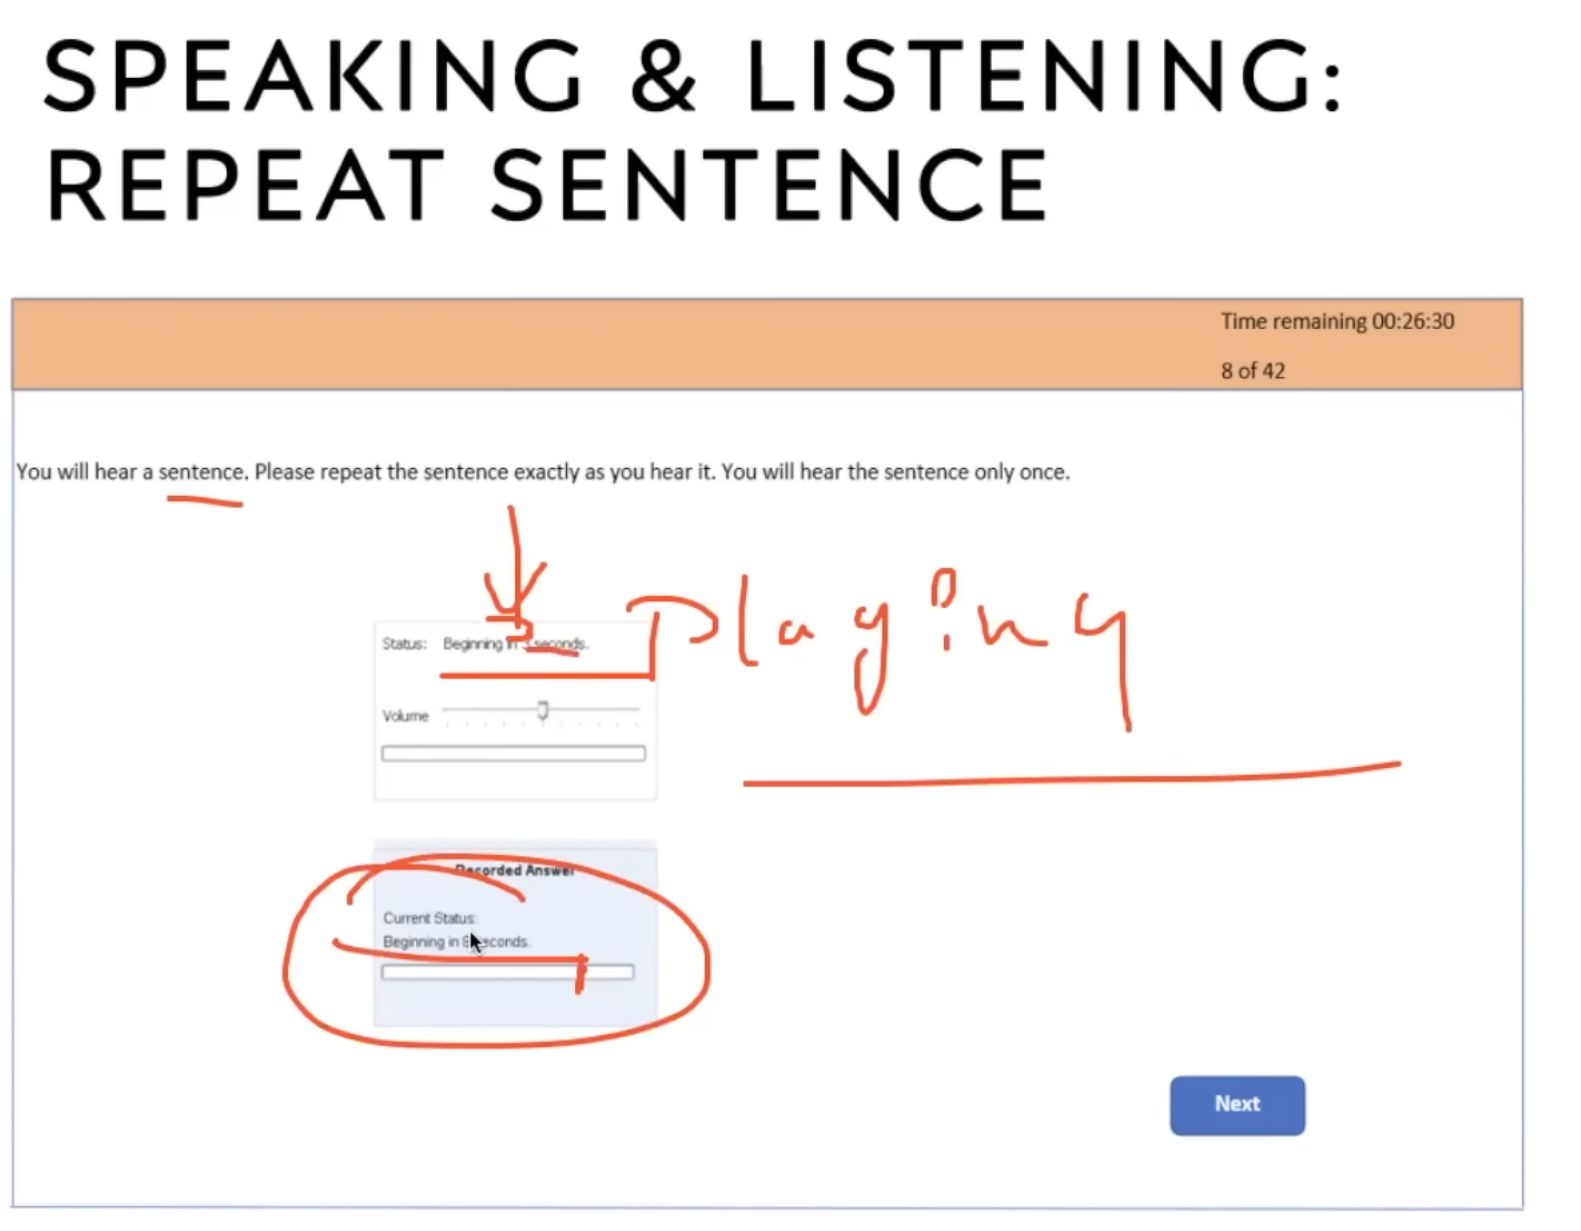 SPEAKING & LISTENING:
REPEAT SENTENCE
Time remaining 00:26:30
8 of 42
You will hear a sentence. Please repeat the sentence exactly as you hear it. You will hear the sentence only once.
Status: Beginning in 3 seconds.
Playing
Volume
Recorded Answer
Current Status:
Beginning in seconds.
Next